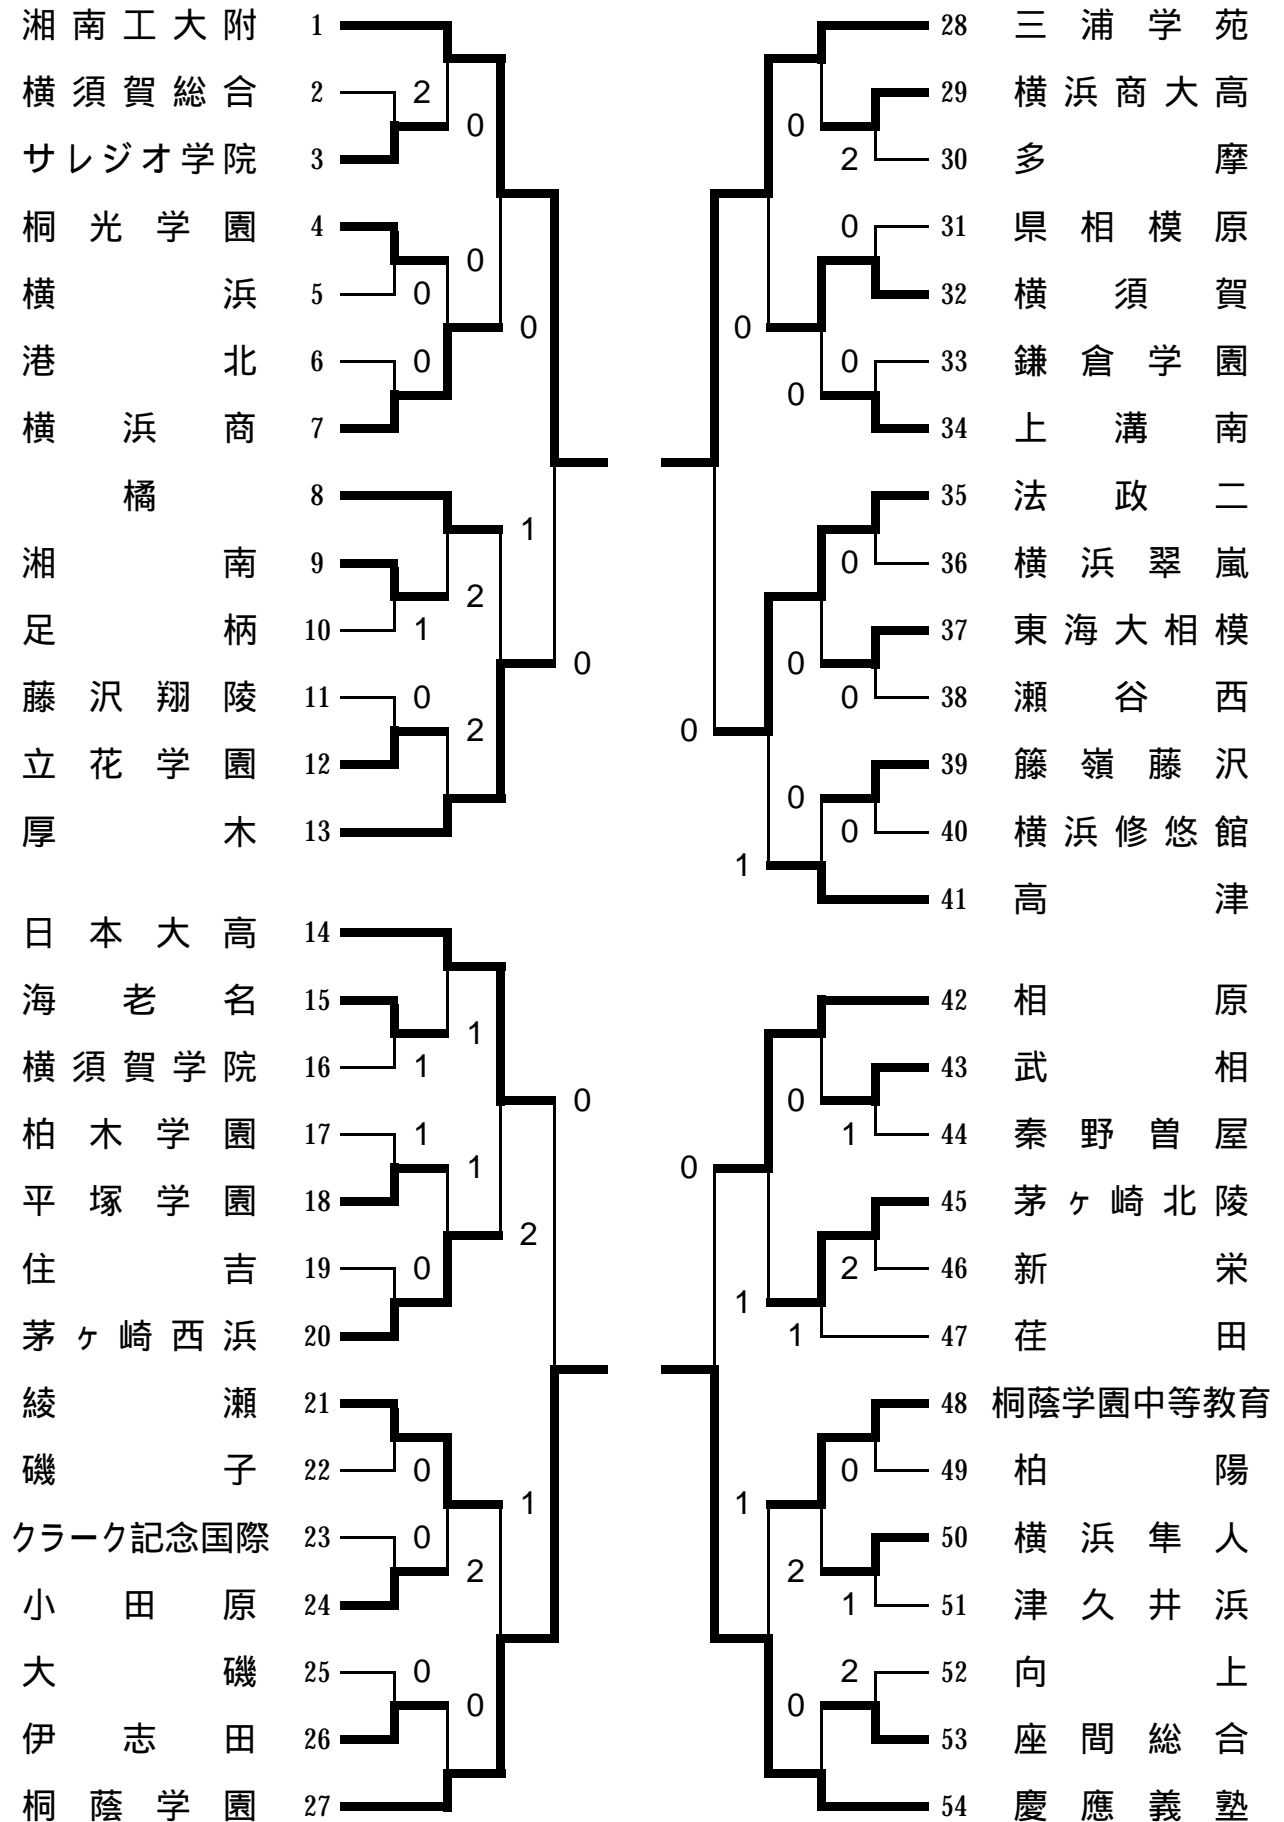 湘南工大附 1
横須賀総合 2
2
0
サレジオ学院 3
桐光学園 4
0
横浜 5
0
0
港北 6
0
横浜商 7
橘 8
1
湘南 9
2
足柄 10
1
0
藤沢翔陵 11
0
立花学園 12
2
厚木 13
日本大高 14
海老名 15
1
横須賀学院 16
1
0
柏木学園 17
1
1
平塚学園 18
2
住吉 19
0
茅ヶ崎西浜 20
綾瀬 21
磯子 22
0
1
クラーク記念国際 23
0
2
小田原 24
大磯 25
0
0
伊志田 26
桐蔭学園 27
28 三浦学苑
29 横浜商大高
0
2
30 多摩
0
31 県相模原
32 横須賀
0
0
33 鎌倉学園
0
34 上溝南
35 法政二
0
36 横浜翠嵐
37 東海大相模
0
0
38 瀬谷西
0
39 籐嶺藤沢
0
0
40 横浜修悠館
1
41 高津
42 相原
43 武相
0
1
44 秦野曽屋
0
45 茅ヶ崎北陵
2
46 新栄
1
1
47 荏田
48 桐蔭学園中等教育
0
49 柏陽
1
50 横浜隼人
2
1
51 津久井浜
2
52 向上
0
53 座間総合
54 慶應義塾